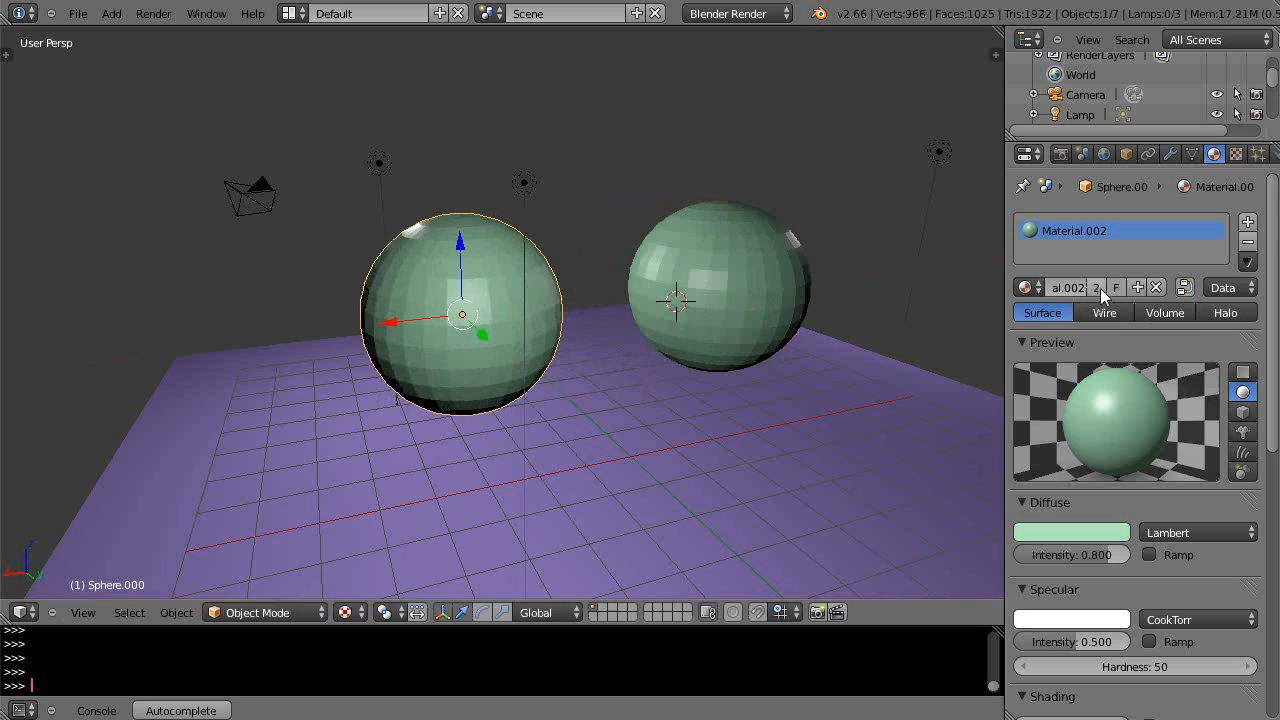 File Add Render Window Help Default Scene Blender Render v2.66 | Verts:966 | Faces:1025 | Tris:1922 | Objects:1/7 | Lamps:0/3 | Mem:17.21M (0.5
User Persp
View Search All Scenes
RenderLayers
World
Camera
Lamp
Sphere.00 Material.00
Material.002
al.002 2 F Data
Surface Wire Volume Halo
Preview
Diffuse
Lambert
Intensity: 0.800 Ramp
Specular
CookTorr
Intensity: 0.500 Ramp
Hardness: 50
Shading
(1) Sphere.000
View Select Object Object Mode Global
>>>
>>>
>>>
>>>
>>>
Console Autocomplete